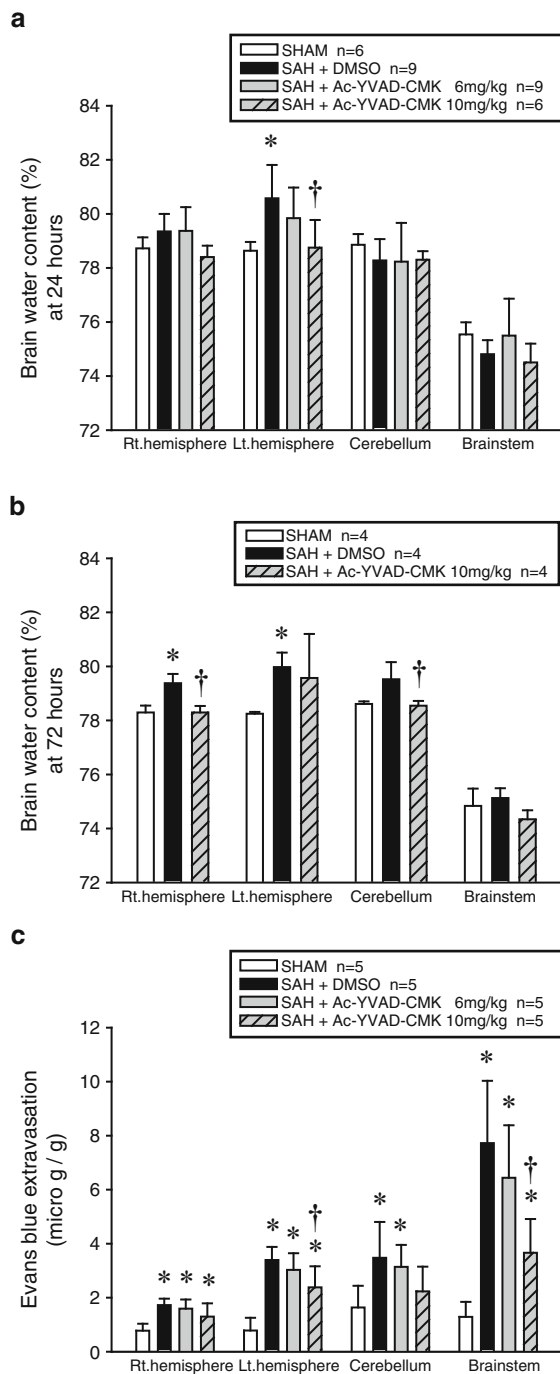 a
SHAM n=6
SAH + DMSO n=9
SAH + Ac-YVAD-CMK 6mg/kg n=9
SAH + Ac-YVAD-CMK 10mg/kg n=6
Brain water content (%)
at 24 hours
84
82
80
78
76
74
72
*
†
Rt.hemisphere Lt.hemisphere Cerebellum Brainstem
b
SHAM n=4
SAH + DMSO n=4
SAH + Ac-YVAD-CMK 10mg/kg n=4
Brain water content (%)
at 72 hours
84
82
80
78
76
74
72
* † * †
Rt.hemisphere Lt.hemisphere Cerebellum Brainstem
c
SHAM n=5
SAH + DMSO n=5
SAH + Ac-YVAD-CMK 6mg/kg n=5
SAH + Ac-YVAD-CMK 10mg/kg n=5
Evans blue extravasation
(micro g / g)
12
10
8
6
4
2
0
* * * * * † * * * * * † *
Rt.hemisphere Lt.hemisphere Cerebellum Brainstem